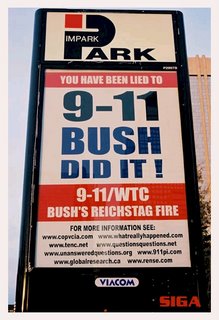 IMPARK
PARK
P2007B
YOU HAVE BEEN LIED TO
9-11
BUSH
DID IT !
9-11/WTC
BUSH'S REICHSTAG FIRE
FOR MORE INFORMATION SEE:
www.copvcia.com www.whatreallyhappened.com
www.tenc.net www.questionsquestions.net
www.unansweredquestions.org www.911pi.com
www.globalresearch.ca www.rense.com
VIACOM
SIGA